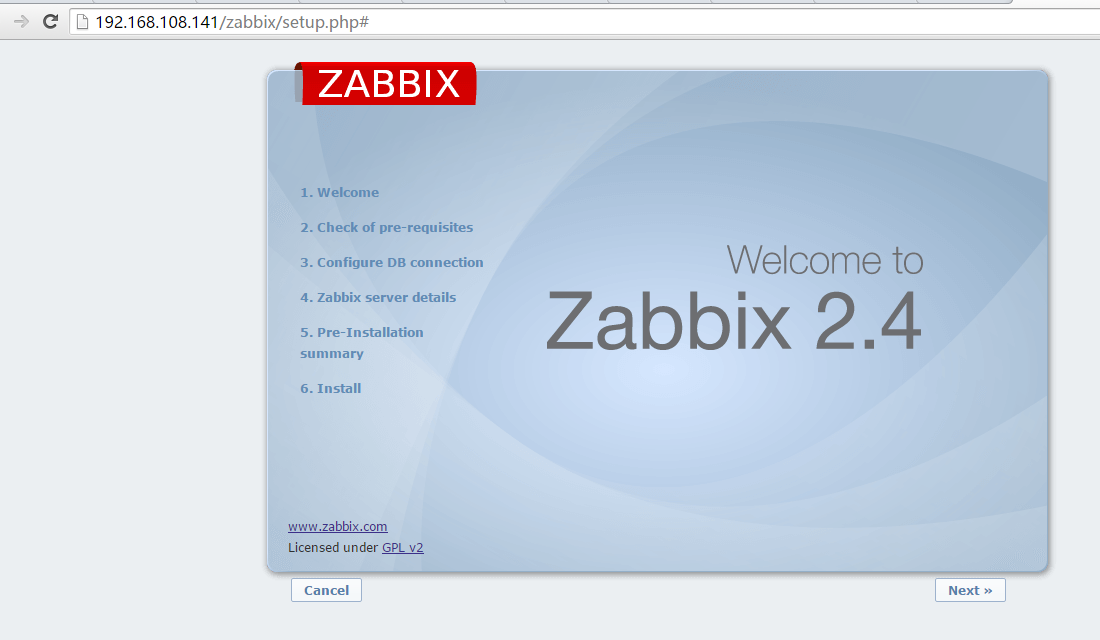 192.168.108.141/zabbix/setup.php#
ZABBIX
1. Welcome
2. Check of pre-requisites
3. Configure DB connection
4. Zabbix server details
5. Pre-Installation
summary
6. Install
Welcome to
Zabbix 2.4
www.zabbix.com
Licensed under GPL v2
Cancel
Next »